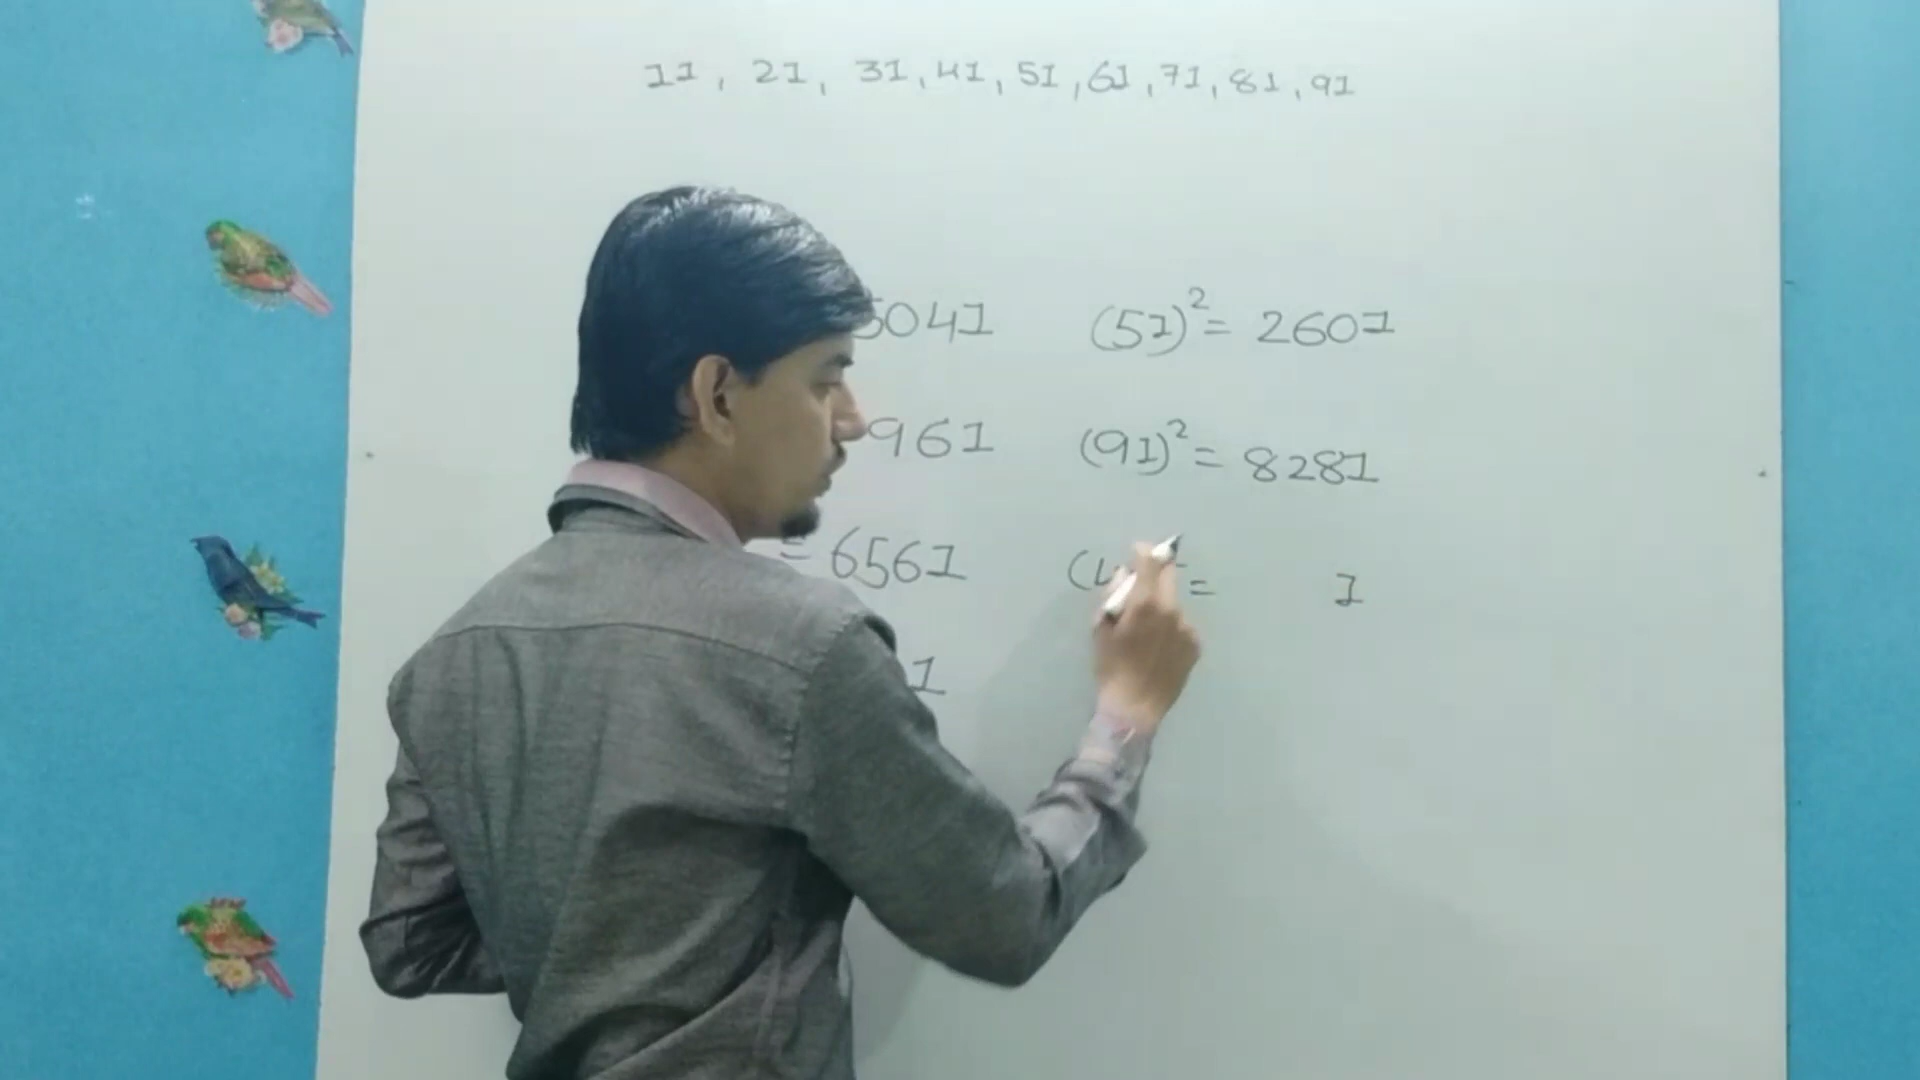 11, 21, 31, 41, 51, 61, 71, 81, 91
5041 (51)² = 2601
961 (91)² = 8281
= 6561 (4 = 1
1